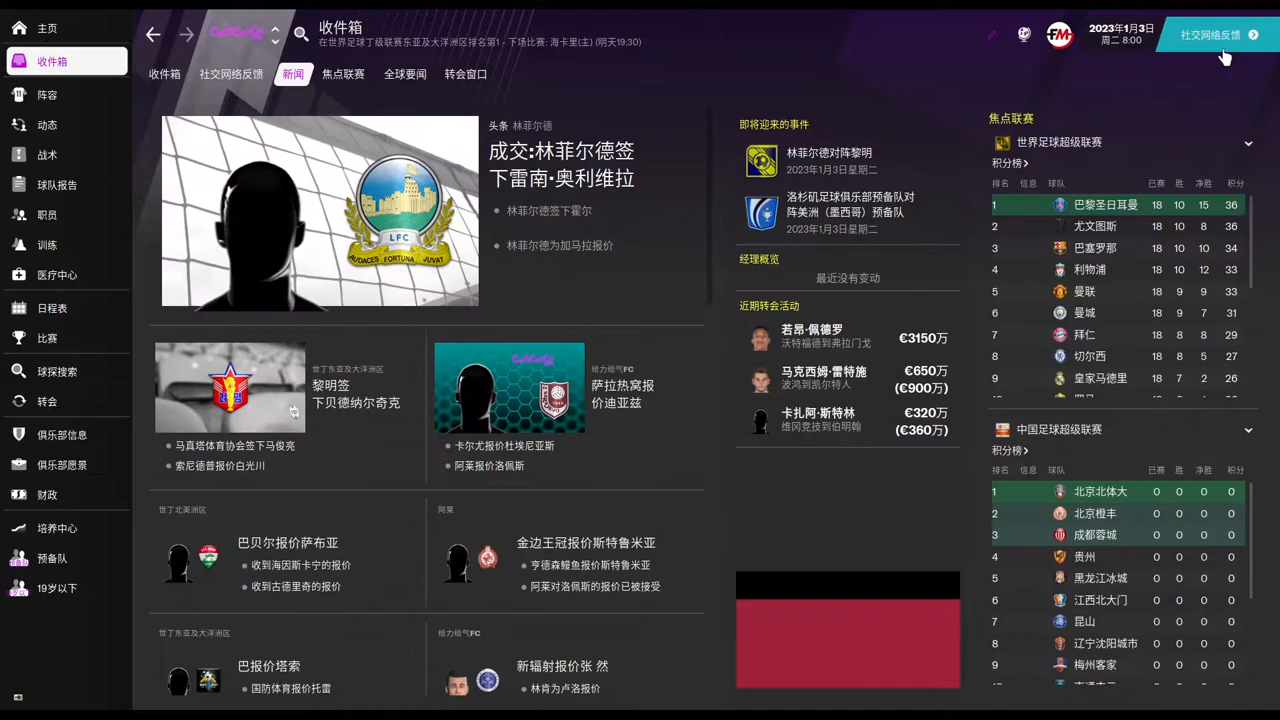 主页
收件箱
阵容
动态
战术
球队报告
职员
训练
医疗中心
日程表
比赛
球探搜索
转会
俱乐部信息
俱乐部愿景
财政
培养中心
预备队
19岁以下
收件箱
在世界足球丁级联赛东亚及大洋洲区排名第1 - 下场比赛: 海卡里(主) (明天19:30)
FM
2023年1月3日
周二 8:00
社交网络反馈
收件箱
社交网络反馈
新闻
焦点联赛
全球要闻
转会窗口
LFC
AUDACES FORTUNA JUVAT
头条 林菲尔德
成交:林菲尔德签
下雷南·奥利维拉
林菲尔德签下霍尔
林菲尔德为加马拉报价
世丁东亚及大洋洲区
黎明签
下贝德纳尔奇克
马真塔体育协会签下马俊亮
索尼德普报价白光川
给力给气FC
萨拉热窝报
价迪亚兹
卡尔尤报价杜埃尼亚斯
阿莱报价洛佩斯
世丁北美洲区
巴贝尔报价萨布亚
收到海因斯卡宁的报价
收到古德里奇的报价
阿莱
金边王冠报价斯特鲁米亚
亨德森鳗鱼报价斯特鲁米亚
阿莱对洛佩斯的报价已被接受
世丁东亚及大洋洲区
巴报价塔索
国防体育报价托雷
给力给气FC
新辐射报价张 然
林肯为卢洛报价
即将迎来的事件
林菲尔德对阵黎明
2023年1月3日星期二
洛杉矶足球俱乐部预备队对
阵美洲（墨西哥）预备队
2023年1月3日星期二
经理概览
最近没有变动
近期转会活动
若昂·佩德罗
沃特福德到弗拉门戈
€3150万
马克西姆·雷特施
波鸿到凯尔特人
€650万
(€900万)
卡扎阿·斯特林
维冈竞技到伯明翰
€320万
(€360万)
焦点联赛
世界足球超级联赛
积分榜
排名 信息 球队 已赛 胜 净胜 积分
1 巴黎圣日耳曼 18 10 15 36
2 尤文图斯 18 10 8 36
3 巴塞罗那 18 10 10 34
4 利物浦 18 10 12 33
5 曼联 18 9 9 33
6 曼城 18 9 7 31
7 拜仁 18 8 8 29
8 切尔西 18 8 5 27
9 皇家马德里 18 7 2 26
中国足球超级联赛
积分榜
排名 信息 球队 已赛 胜 净胜 积分
1 北京北体大 0 0 0 0
2 北京橙丰 0 0 0 0
3 成都蓉城 0 0 0 0
4 贵州 0 0 0 0
5 黑龙江冰城 0 0 0 0
6 江西北大门 0 0 0 0
7 昆山 0 0 0 0
8 辽宁沈阳城市 0 0 0 0
9 梅州客家 0 0 0 0